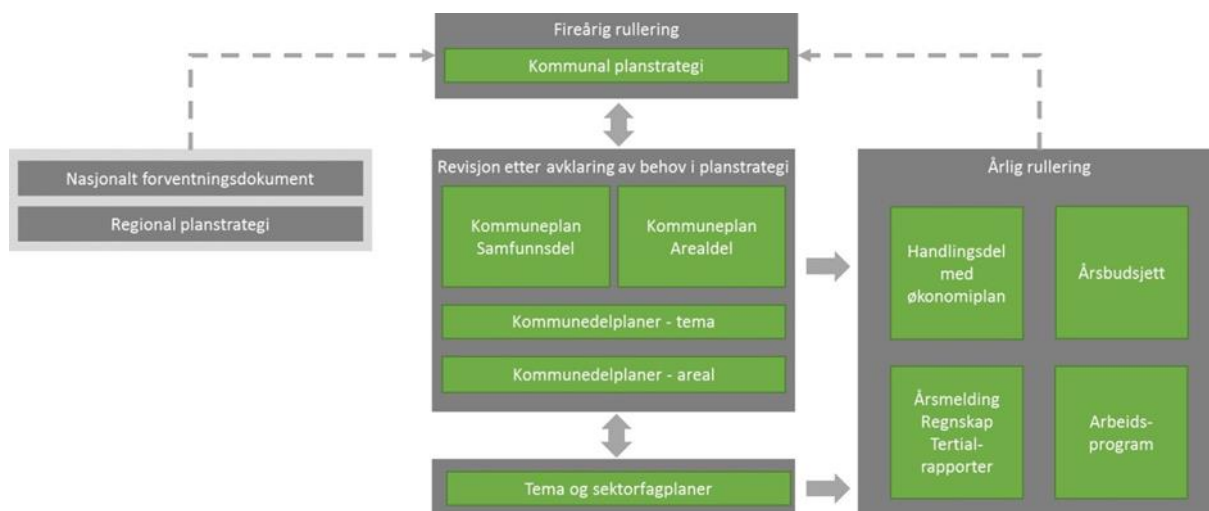 Fireårig rullering
Kommunal planstrategi
Nasjonalt forventningsdokument
Regional planstrategi
Revisjon etter avklaring av behov i planstrategi
Kommuneplan
Samfunnsdel
Kommuneplan
Arealdel
Kommunedelplaner - tema
Kommunedelplaner - areal
Tema og sektorfagplaner
Årlig rullering
Handlingsdel
med
økonomiplan
Årsbudsjett
Årsmelding
Regnskap
Tertial-
rapporter
Arbeids-
program